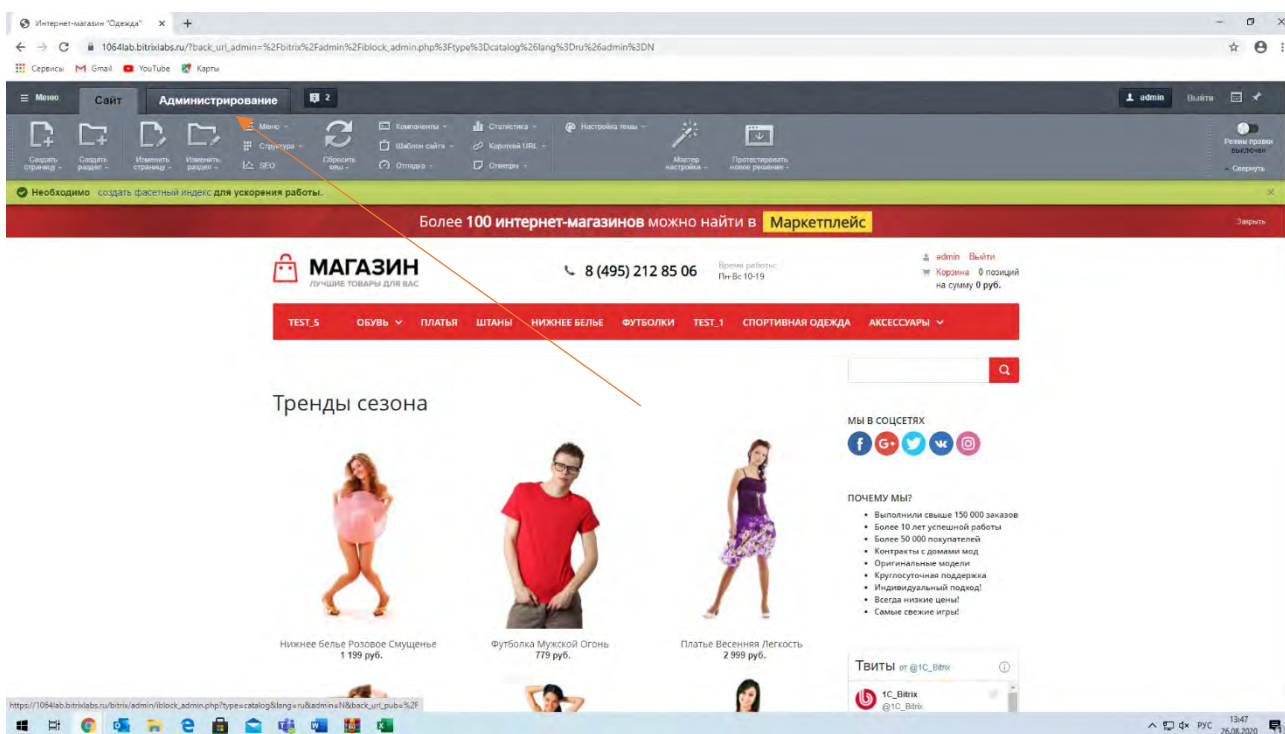 Интернет-магазин "Одежда"
1064lab.bitrixlabs.ru/?back_url_admin=%2Fbitrix%2Fadmin%2Fiblock_admin.php%3Ftype%3Dcatalog%26lang%3Dru%26admin%3DN
Сервисы Gmail YouTube Карты
Меню Сайт Администрирование 2 admin Выйти
Создать страницу Создать раздел Изменить страницу Изменить раздел
Меню
Структура
SEO
Сбросить кеш
Компоненты
Шаблон сайта
Отладка
Статистика
Короткий URL
Стикеры
Настройка темы
Мастер настройки
Протестировать новое решение
Режим правки выключен
Свернуть
Необходимо создать фасетный индекс для ускорения работы.
Более 100 интернет-магазинов можно найти в Маркетплейс Закрыть
МАГАЗИН
ЛУЧШИЕ ТОВАРЫ ДЛЯ ВАС
8 (495) 212 85 06
Время работы:
Пн-Вс 10-19
admin Выйти
Корзина 0 позиций
на сумму 0 руб.
TEST_5 ОБУВЬ ПЛАТЬЯ ШТАНЫ НИЖНЕЕ БЕЛЬЕ ФУТБОЛКИ TEST_1 СПОРТИВНАЯ ОДЕЖДА АКСЕССУАРЫ
Тренды сезона
Нижнее белье Розовое Смущенье
1 199 руб.
Футболка Мужской Огонь
779 руб.
Платье Весенняя Легкость
2 999 руб.
МЫ В СОЦСЕТЯХ
ПОЧЕМУ МЫ?
Выполнили свыше 150 000 заказов
Более 10 лет успешной работы
Более 50 000 покупателей
Контракты с домами мод
Оригинальные модели
Круглосуточная поддержка
Индивидуальный подход!
Всегда низкие цены!
Самые свежие игры!
Твиты от @1C_Bitrix
1C_Bitrix
@1C_Bitrix
https://1064lab.bitrixlabs.ru/bitrix/admin/iblock_admin.php?type=catalog&lang=ru&admin=N&back_url_pub=%2F
РУС
13:47
26.08.2020